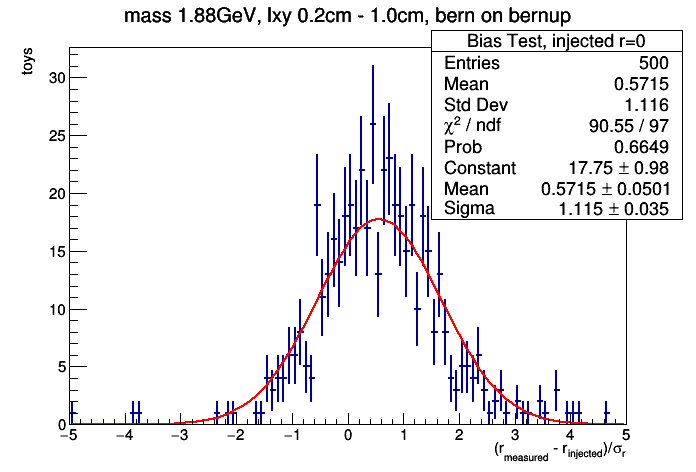 mass 1.88GeV, lxy 0.2cm - 1.0cm, bern on bernup
Bias Test, injected r=0
Entries 500
Mean 0.5715
Std Dev 1.116
χ² / ndf 90.55 / 97
Prob 0.6649
Constant 17.75 ± 0.98
Mean 0.5715 ± 0.0501
Sigma 1.115 ± 0.035
toys
30
25
20
15
10
5
0
−5 −4 −3 −2 −1 0 1 2 3 4 5
(r_measured - r_injected)/σ_r